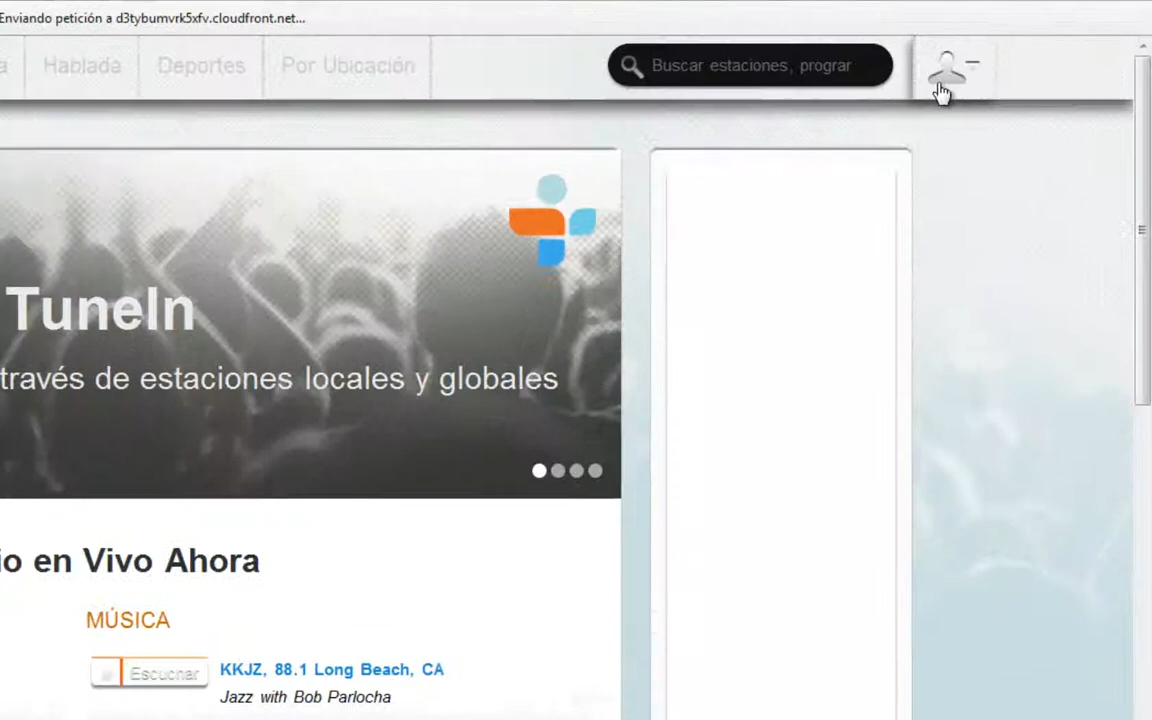 Enviando petición a d3tybumvrk5xfv.cloudfront.net...
a Hablada Deportes Por Ubicación Buscar estaciones, prograr
TuneIn
través de estaciones locales y globales
io en Vivo Ahora
MÚSICA
Escuchar KKJZ, 88.1 Long Beach, CA
Jazz with Bob Parlocha